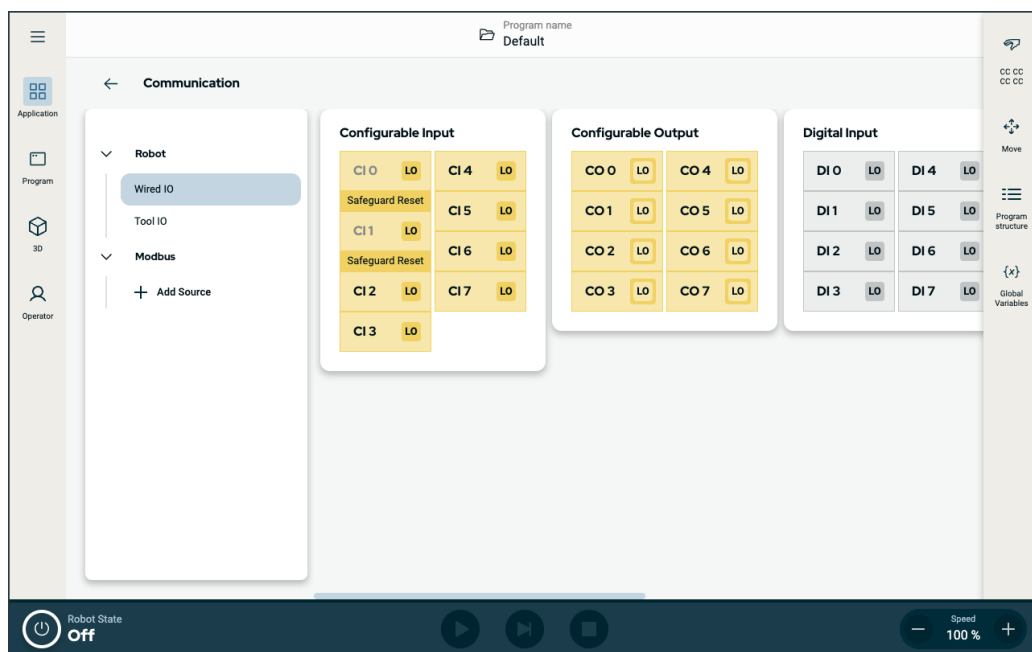 Program name
Default
Application
Program
3D
Operator
Communication
Robot
Wired IO
Tool IO
Modbus
Add Source
Configurable Input
CI 0 LO
Safeguard Reset
CI 1 LO
Safeguard Reset
CI 2 LO
CI 3 LO
CI 4 LO
CI 5 LO
CI 6 LO
CI 7 LO
Configurable Output
CO 0 LO
CO 1 LO
CO 2 LO
CO 3 LO
CO 4 LO
CO 5 LO
CO 6 LO
CO 7 LO
Digital Input
DI 0 LO
DI 1 LO
DI 2 LO
DI 3 LO
DI 4 LO
DI 5 LO
DI 6 LO
DI 7 LO
CC CC
CC CC
Move
Program
structure
{x}
Global
Variables
Robot State
Off
Speed
100 %